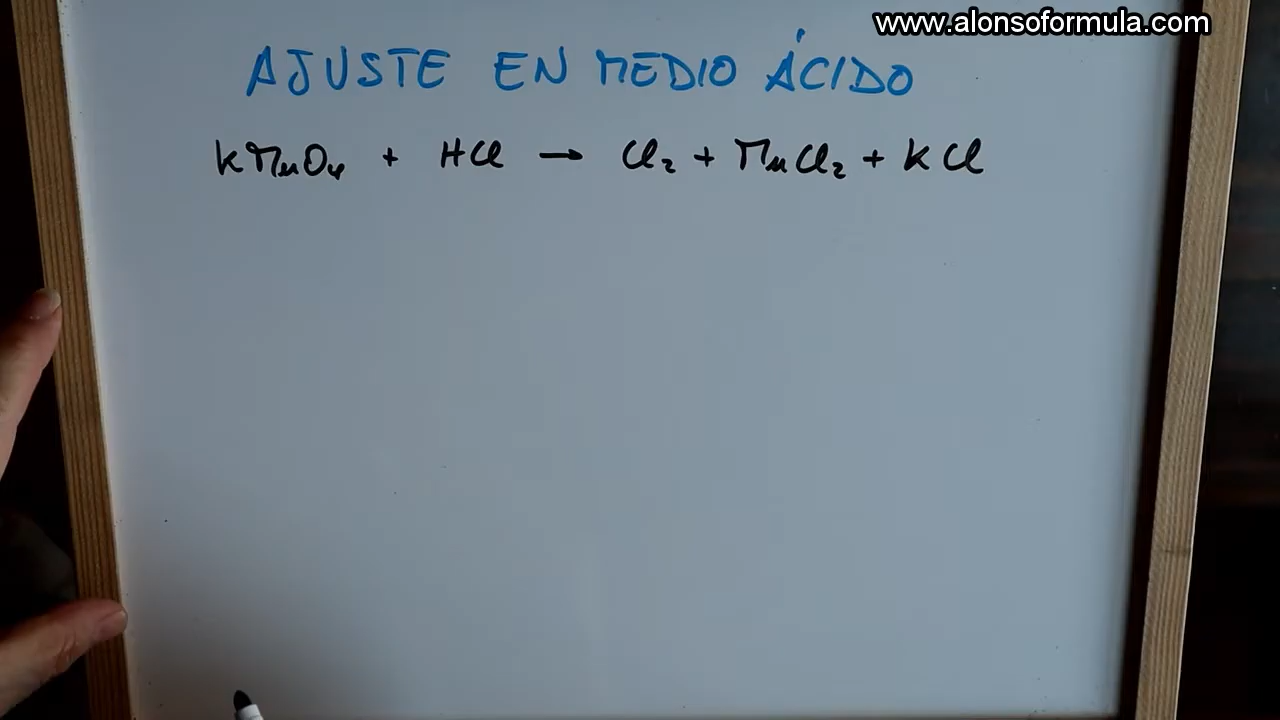 www.alonsoformula.com
AJUSTE EN MEDIO ÁCIDO
KMnO₄ + HCl → Cl₂ + MnCl₂ + KCl